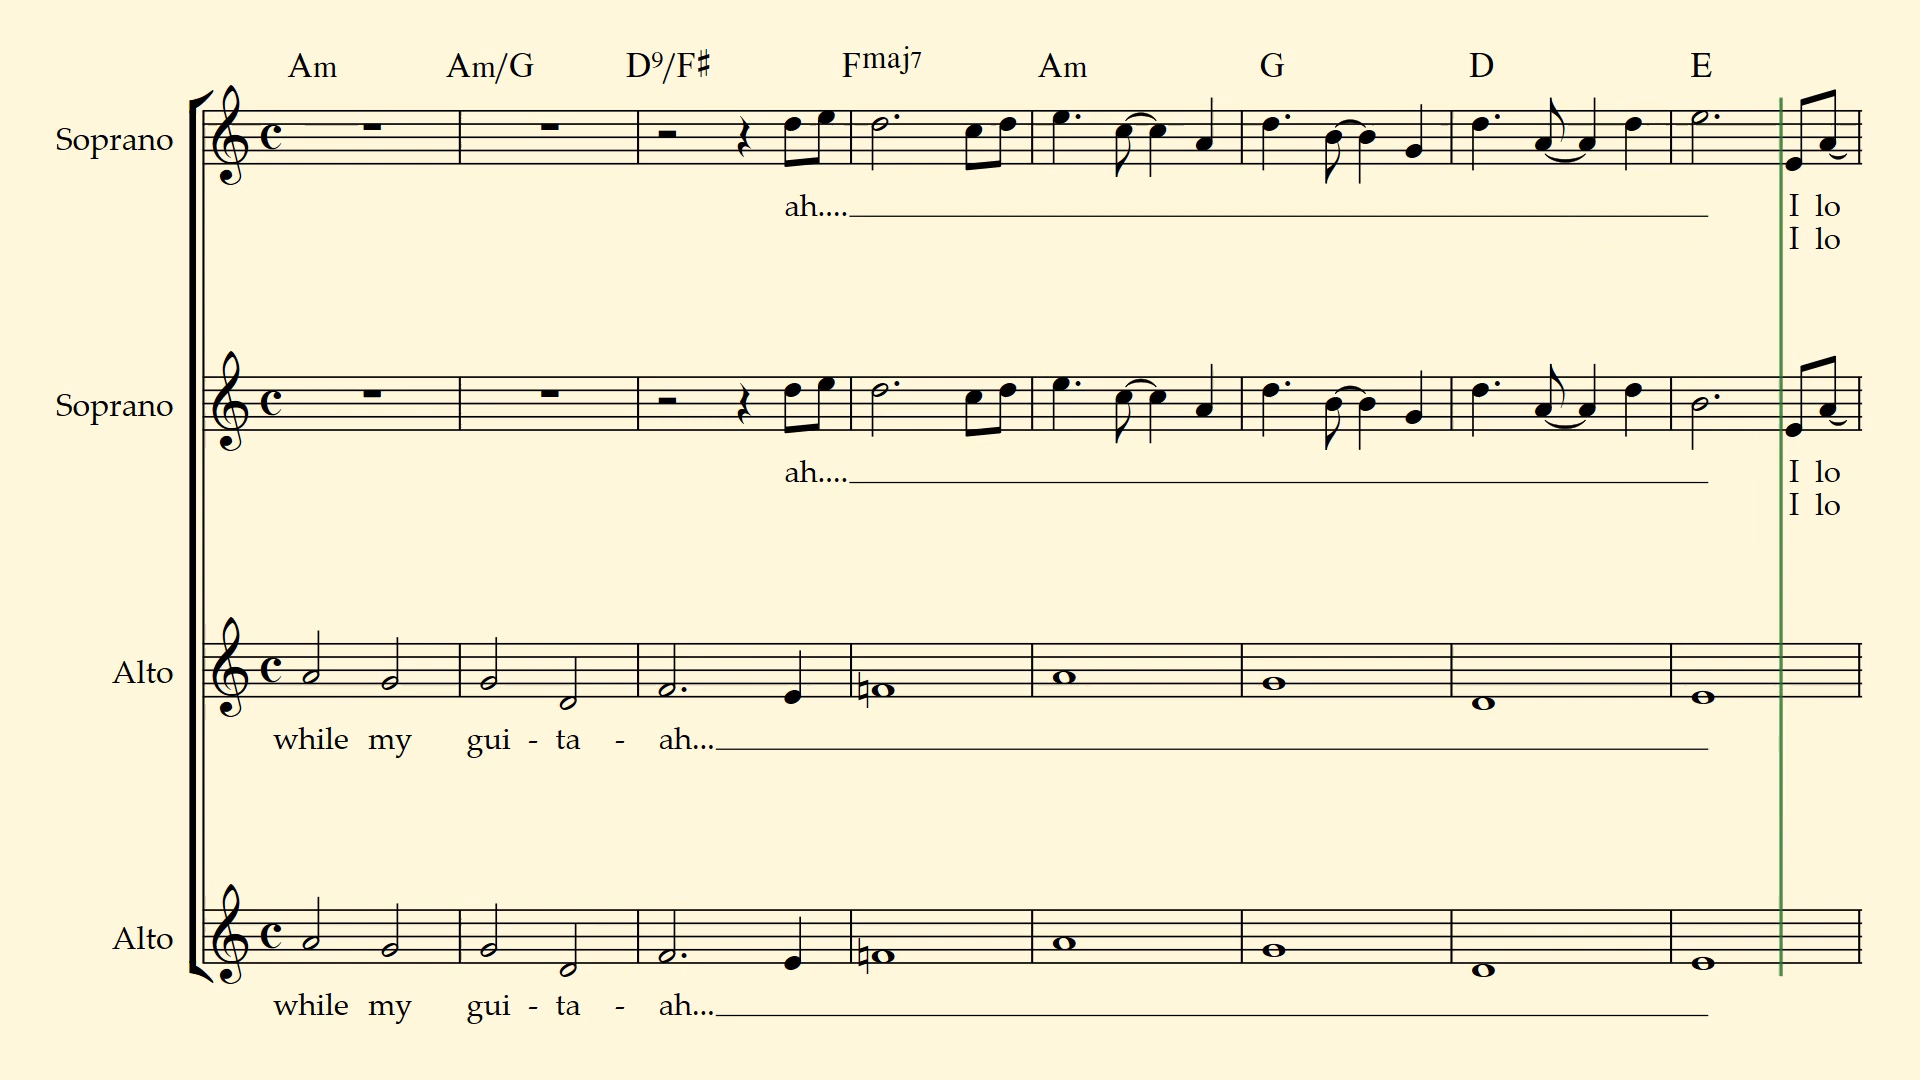 Am Am/G D9/F♯ Fmaj7 Am G D E
Soprano
ah.... I lo
I lo
Soprano
ah.... I lo
I lo
Alto
while my gui - ta - ah...
Alto
while my gui - ta - ah...